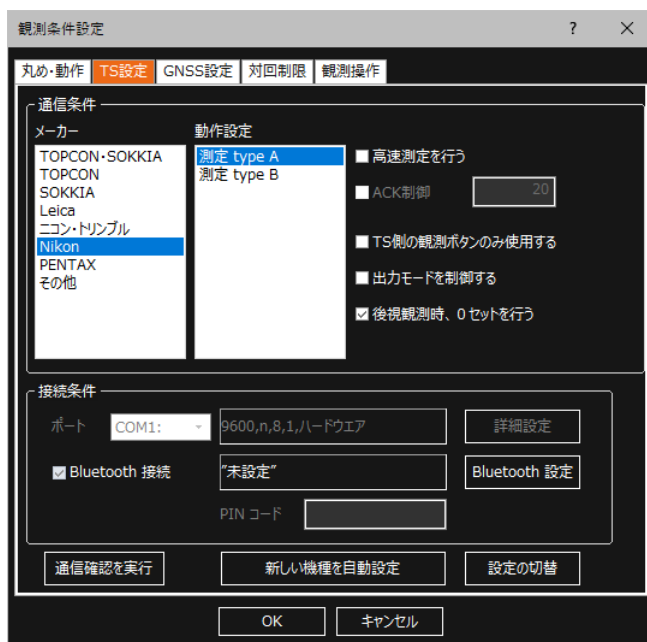 観測条件設定
?
丸め・動作 TS設定 GNSS設定 対回制限 観測操作
通信条件
メーカー
TOPCON・SOKKIA
TOPCON
SOKKIA
Leica
ニコン・トリンブル
Nikon
PENTAX
その他
動作設定
測定 type A
測定 type B
高速測定を行う
ACK制御 20
TS側の観測ボタンのみ使用する
出力モードを制御する
後視観測時、0セットを行う
接続条件
ポート COM1: 9600,n,8,1,ハードウエア 詳細設定
Bluetooth 接続 "未設定" Bluetooth 設定
PIN コード
通信確認を実行 新しい機種を自動設定 設定の切替
OK キャンセル